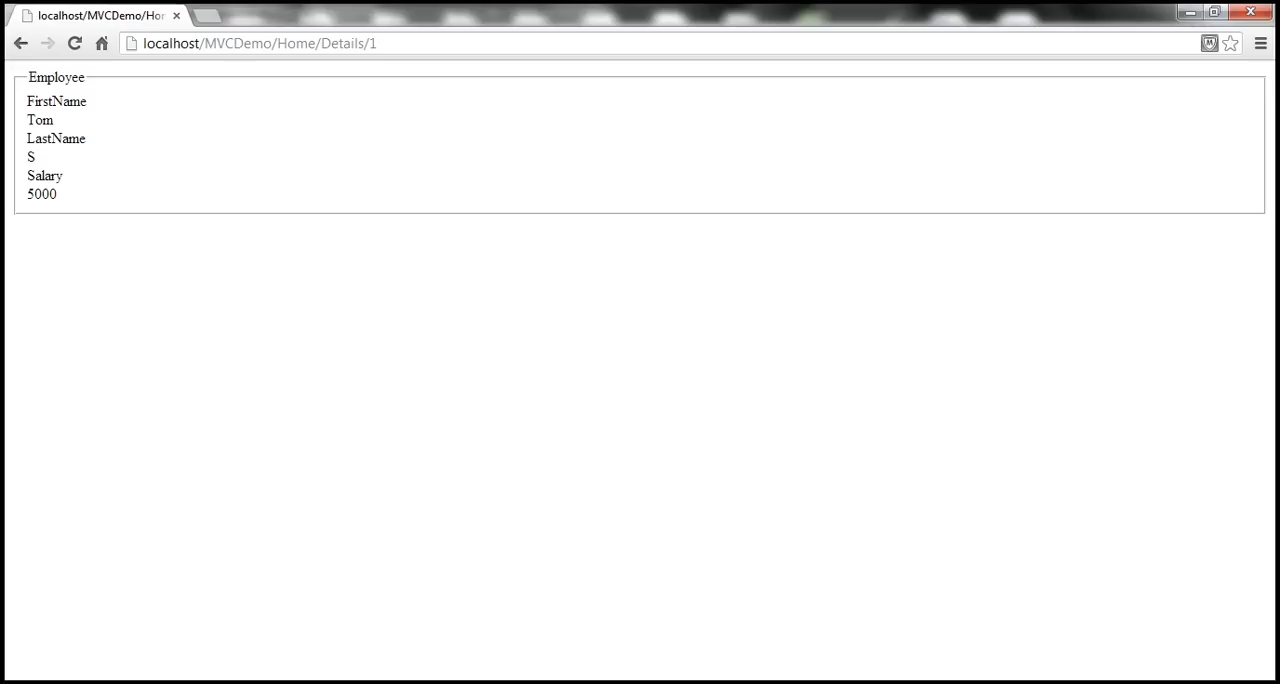 localhost/MVCDemo/Hor
localhost/MVCDemo/Home/Details/1
Employee
FirstName
Tom
LastName
S
Salary
5000